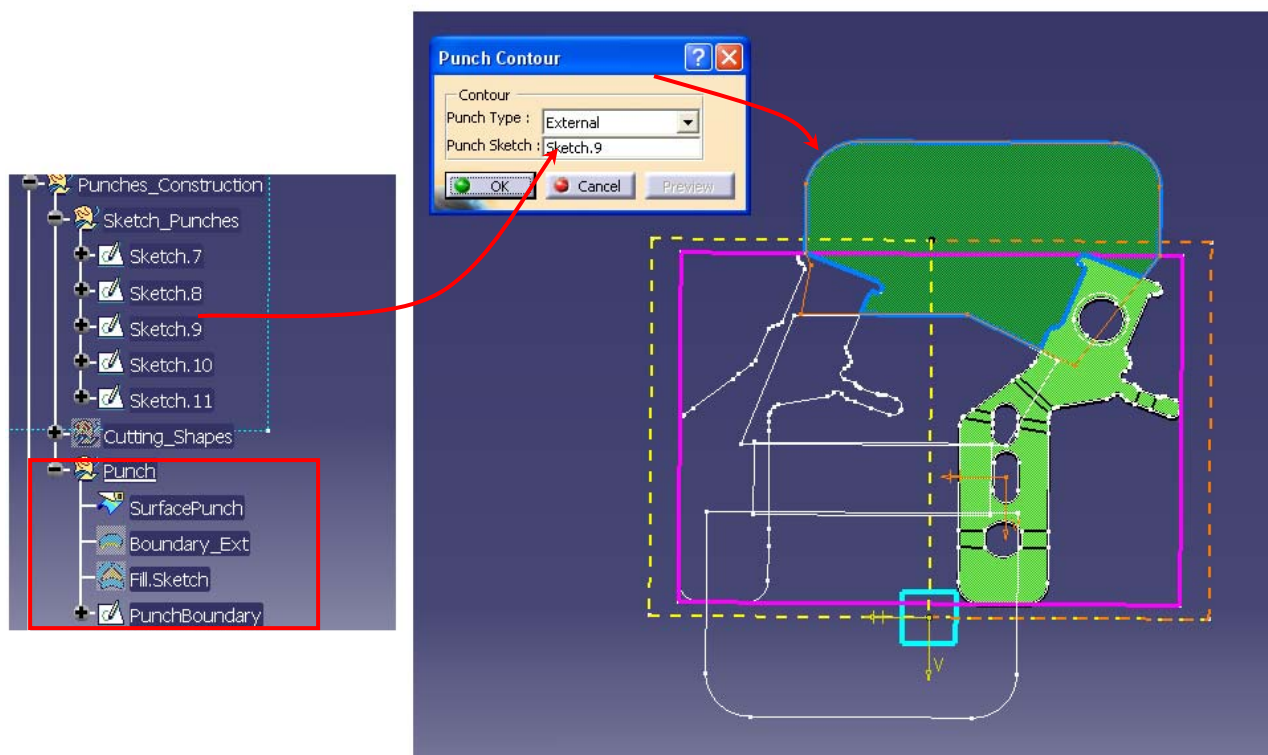 Punch Contour
Contour
Punch Type :
External
Punch Sketch :
Sketch.9
OK
Cancel
Preview
Punches_Construction
Sketch_Punches
Sketch.7
Sketch.8
Sketch.9
Sketch.10
Sketch.11
Cutting_Shapes
Punch
SurfacePunch
Boundary_Ext
Fill.Sketch
PunchBoundary
V